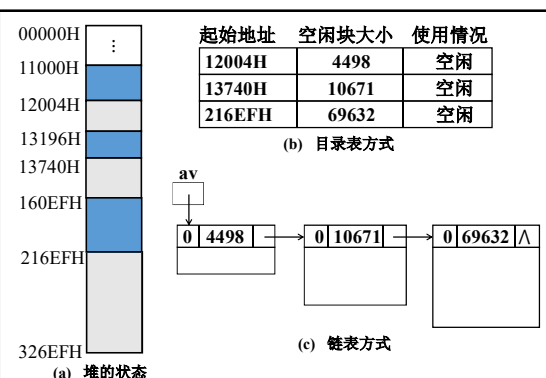 00000H
⋮
11000H
12004H
13196H
13740H
160EFH
216EFH
326EFH
(a) 堆的状态
起始地址 空闲块大小 使用情况
12004H 4498 空闲
13740H 10671 空闲
216EFH 69632 空闲
(b) 目录表方式
av
0 4498
0 10671
0 69632 ∧
(c) 链表方式